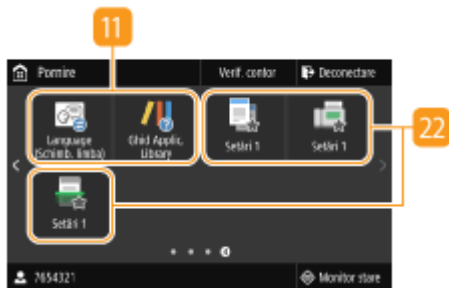 11
Pornire
Verif. contor
Deconectare
Language
(Schimb. limba)
Ghid Applic.
Library
Setări 1
Setări 1
22
Setări 1
7654321
Monitor stare